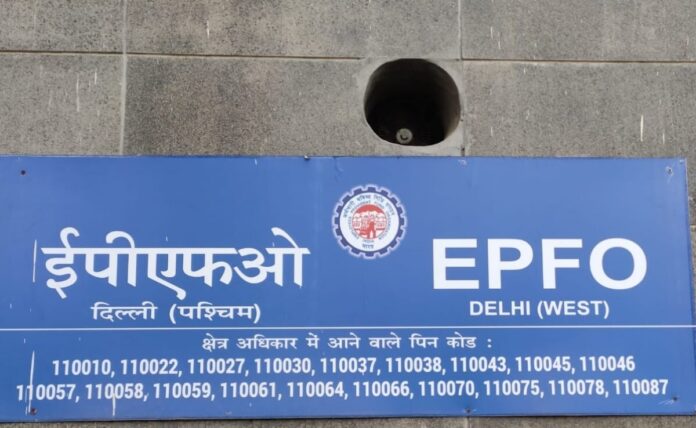 ईपीएफओ
दिल्ली (पश्चिम)
EPFO
DELHI (WEST)
क्षेत्र अधिकार में आने वाले पिन कोड :
110010, 110022, 110027, 110030, 110037, 110038, 110043, 110045, 110046
110057, 110058, 110059, 110061, 110064, 110066, 110070, 110075, 110078, 110087